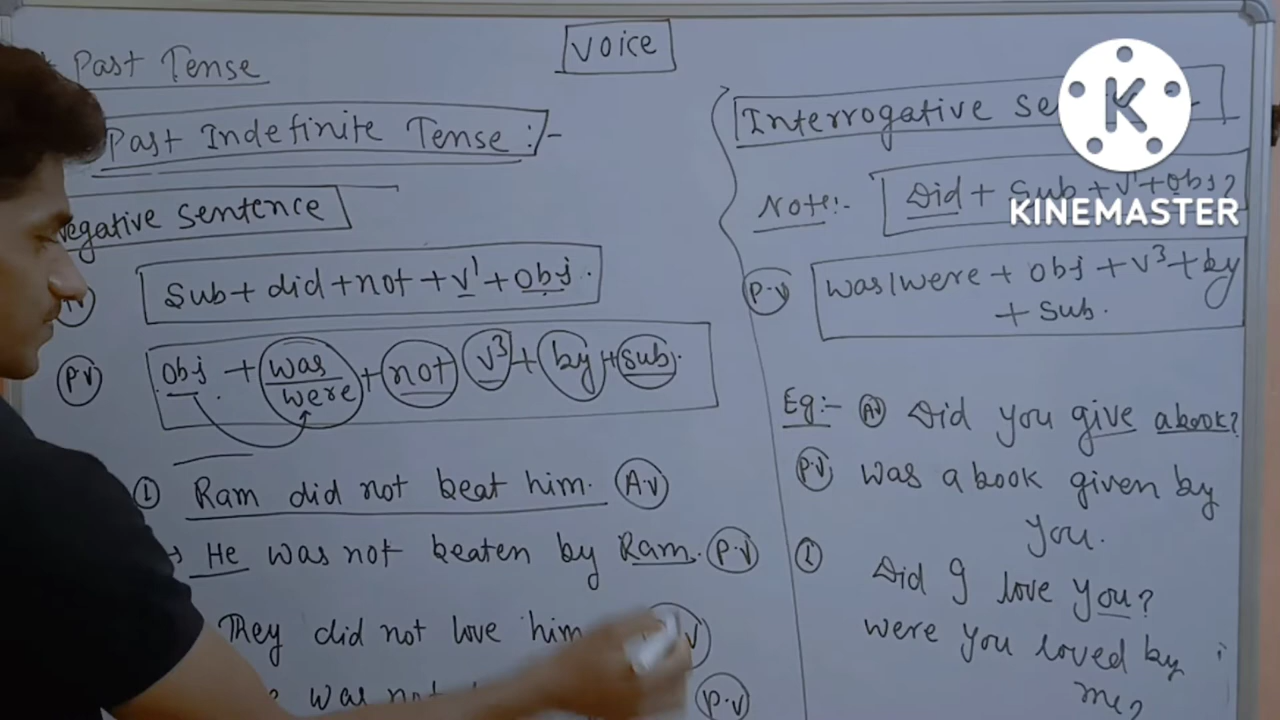 Voice
Past Tense
Past Indefinite Tense :-
egative sentence
Sub + did + not + v¹ + Obj.
P.V Obj. + was/were + not v³ + by + sub.
① Ram did not beat him. A.V
→ He was not beaten by Ram. P.V
They did not love him V
was not P.V
Interrogative se
Note:- Did + Sub + v¹ + Obj?
KINEMASTER
P.V was/were + obj + v³ + by
+ Sub.
Eg:- A.V Did you give a book?
P.V Was a book given by
you.
① Did I love you?
were you loved by
me?